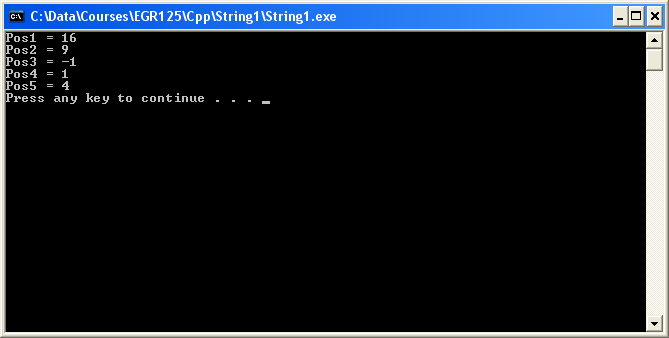 C:\Data\Courses\EGR125\Cpp\String1\String1.exe
Pos1 = 16
Pos2 = 9
Pos3 = -1
Pos4 = 1
Pos5 = 4
Press any key to continue . . . _